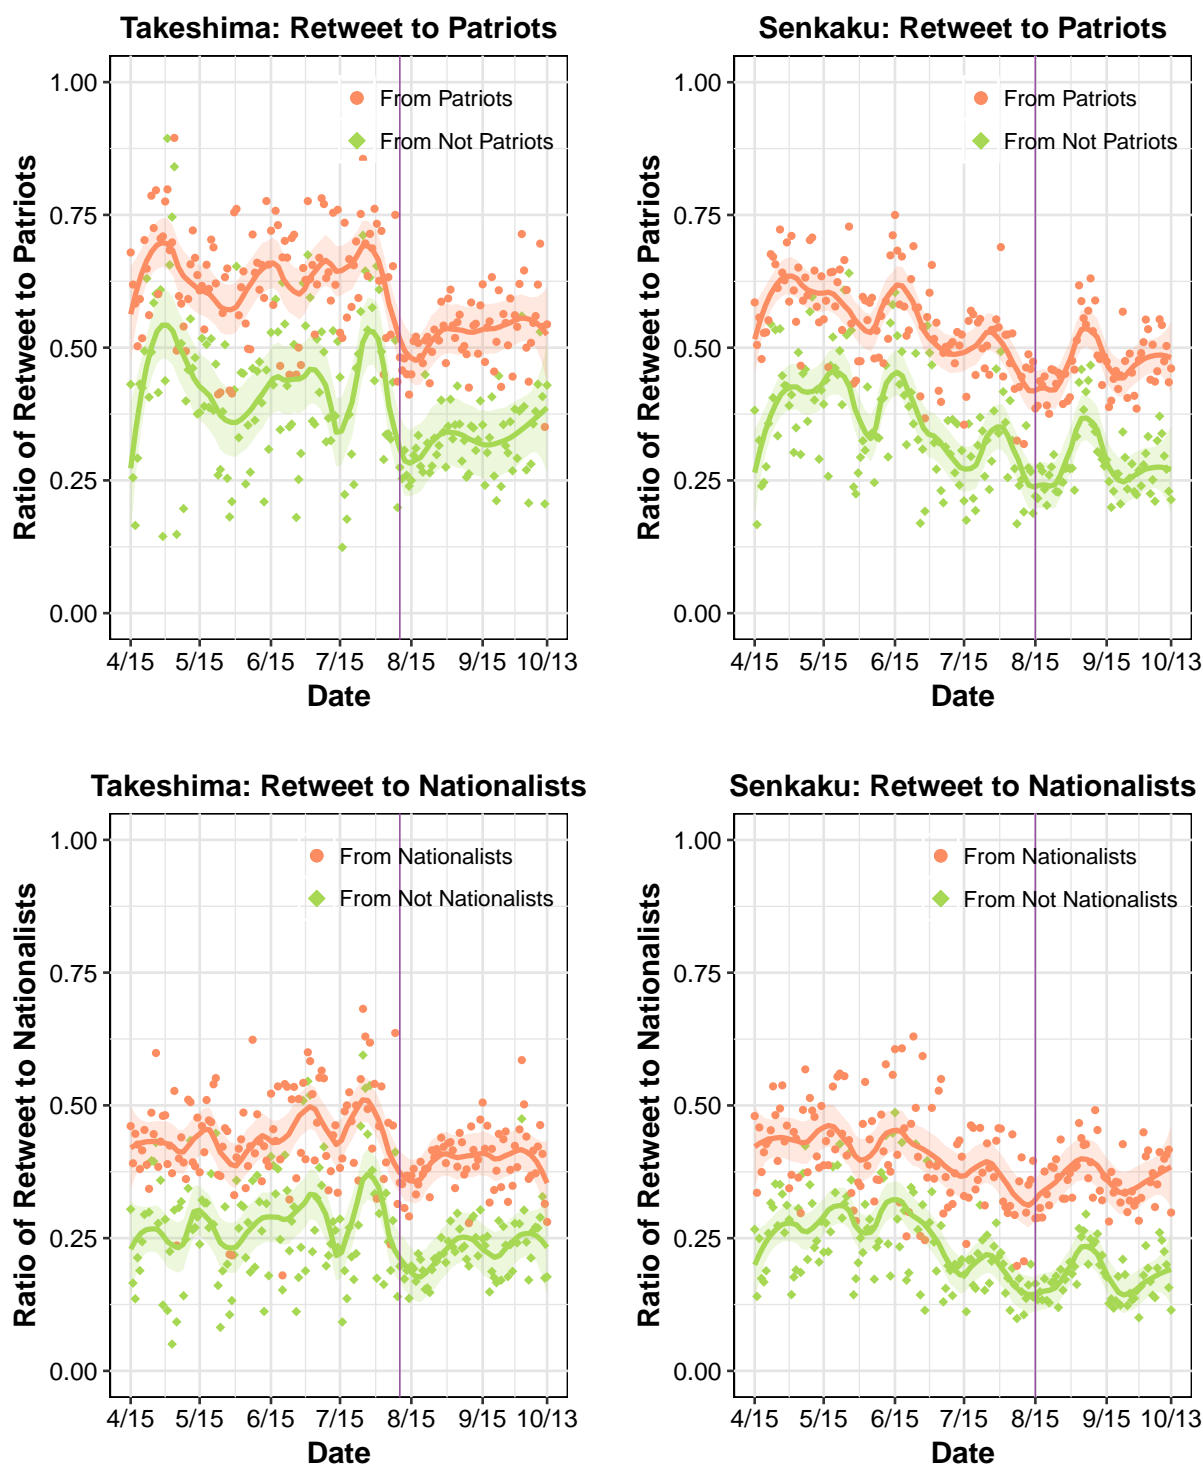 Takeshima: Retweet to Patriots
Ratio of Retweet to Patriots
1.00
0.75
0.50
0.25
0.00
From Patriots
From Not Patriots
4/15 5/15 6/15 7/15 8/15 9/15 10/13
Date
Senkaku: Retweet to Patriots
Ratio of Retweet to Patriots
1.00
0.75
0.50
0.25
0.00
From Patriots
From Not Patriots
4/15 5/15 6/15 7/15 8/15 9/15 10/13
Date
Takeshima: Retweet to Nationalists
Ratio of Retweet to Nationalists
1.00
0.75
0.50
0.25
0.00
From Nationalists
From Not Nationalists
4/15 5/15 6/15 7/15 8/15 9/15 10/13
Date
Senkaku: Retweet to Nationalists
Ratio of Retweet to Nationalists
1.00
0.75
0.50
0.25
0.00
From Nationalists
From Not Nationalists
4/15 5/15 6/15 7/15 8/15 9/15 10/13
Date